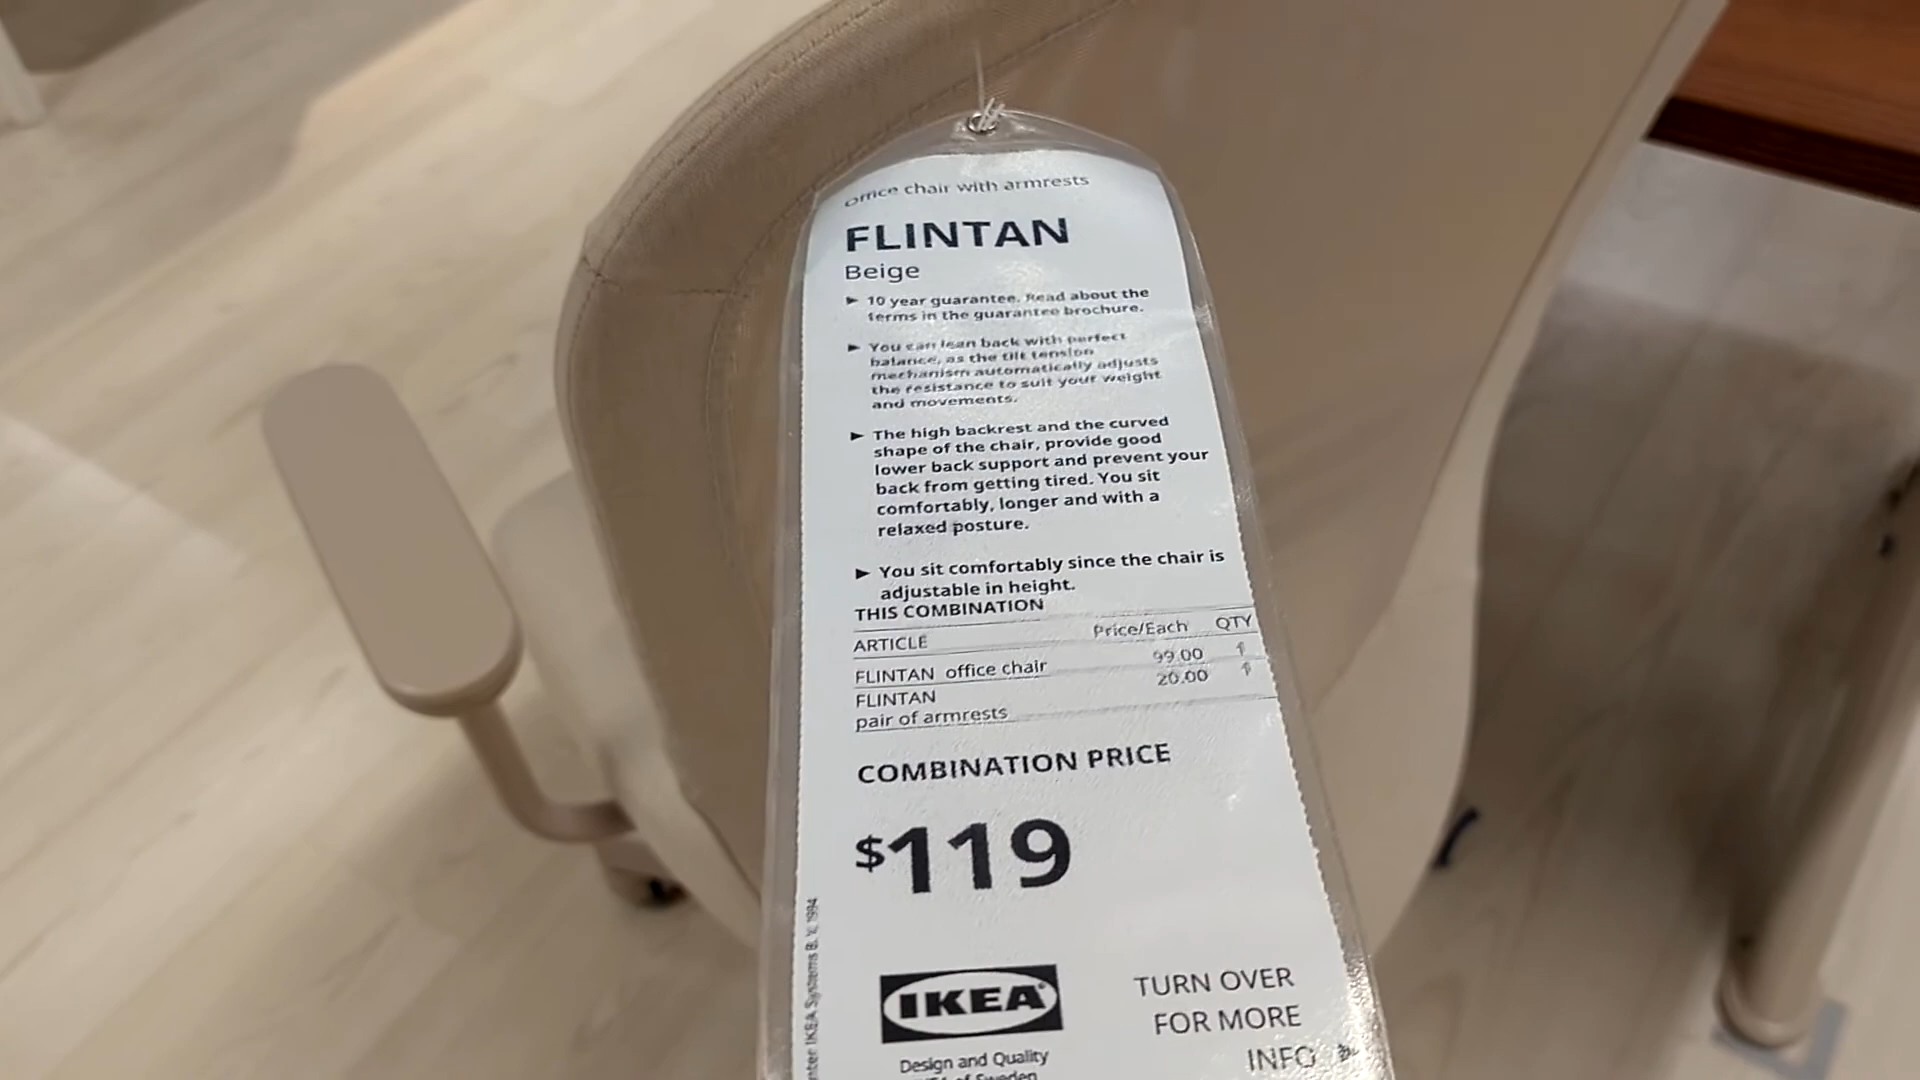 office chair with armrests
FLINTAN
Beige
► 10 year guarantee. Read about the
terms in the guarantee brochure.
► You can lean back with perfect
balance, as the tilt tension
mechanism automatically adjusts
the resistance to suit your weight
and movements.
► The high backrest and the curved
shape of the chair, provide good
lower back support and prevent your
back from getting tired. You sit
comfortably, longer and with a
relaxed posture.
► You sit comfortably since the chair is
adjustable in height.
THIS COMBINATION
ARTICLE Price/Each QTY
FLINTAN office chair 99.00 1
FLINTAN 20.00 1
pair of armrests
COMBINATION PRICE
$119
IKEA
Design and Quality
of Sweden
TURN OVER
FOR MORE
INFO
IKEA Systems B.V. 1994